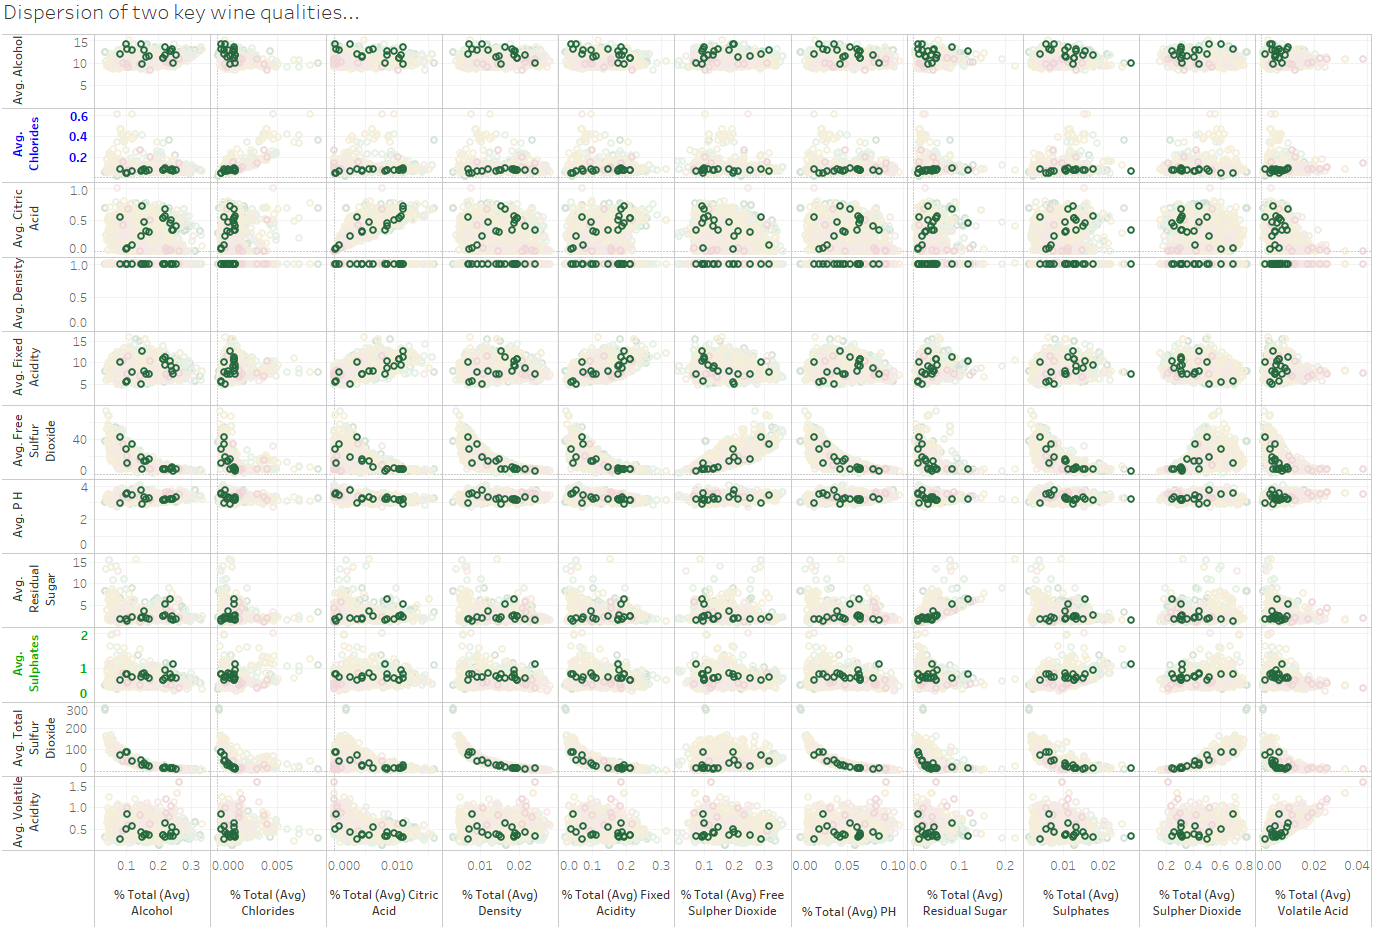 Dispersion of two key wine qualities...
Avg. Alcohol
15
10
5
Avg.
Chlorides
0.6
0.4
0.2
Avg. Citric
Acid
1.0
0.5
0.0
Avg. Density
1.0
0.5
0.0
Avg. Fixed
Acidity
15
10
5
Avg. Free
Sulfur
Dioxide
40
20
0
Avg. PH
4
2
0
Avg.
Residual
Sugar
15
10
5
Avg.
Sulphates
2
1
0
Avg. Total
Sulfur
Dioxide
300
200
100
0
Avg. Volatile
Acidity
1.5
1.0
0.5
0.1 0.2 0.3 0.000 0.005 0.000 0.010 0.01 0.02 0.0 0.1 0.2 0.3 0.1 0.2 0.3 0.00 0.05 0.10 0.0 0.1 0.2 0.01 0.02 0.2 0.4 0.6 0.8 0.00 0.02 0.04
% Total (Avg)
Alcohol
% Total (Avg)
Chlorides
% Total (Avg) Citric
Acid
% Total (Avg)
Density
% Total (Avg) Fixed
Acidity
% Total (Avg) Free
Sulpher Dioxide
% Total (Avg) PH
% Total (Avg)
Residual Sugar
% Total (Avg)
Sulphates
% Total (Avg)
Sulpher Dioxide
% Total (Avg)
Volatile Acid